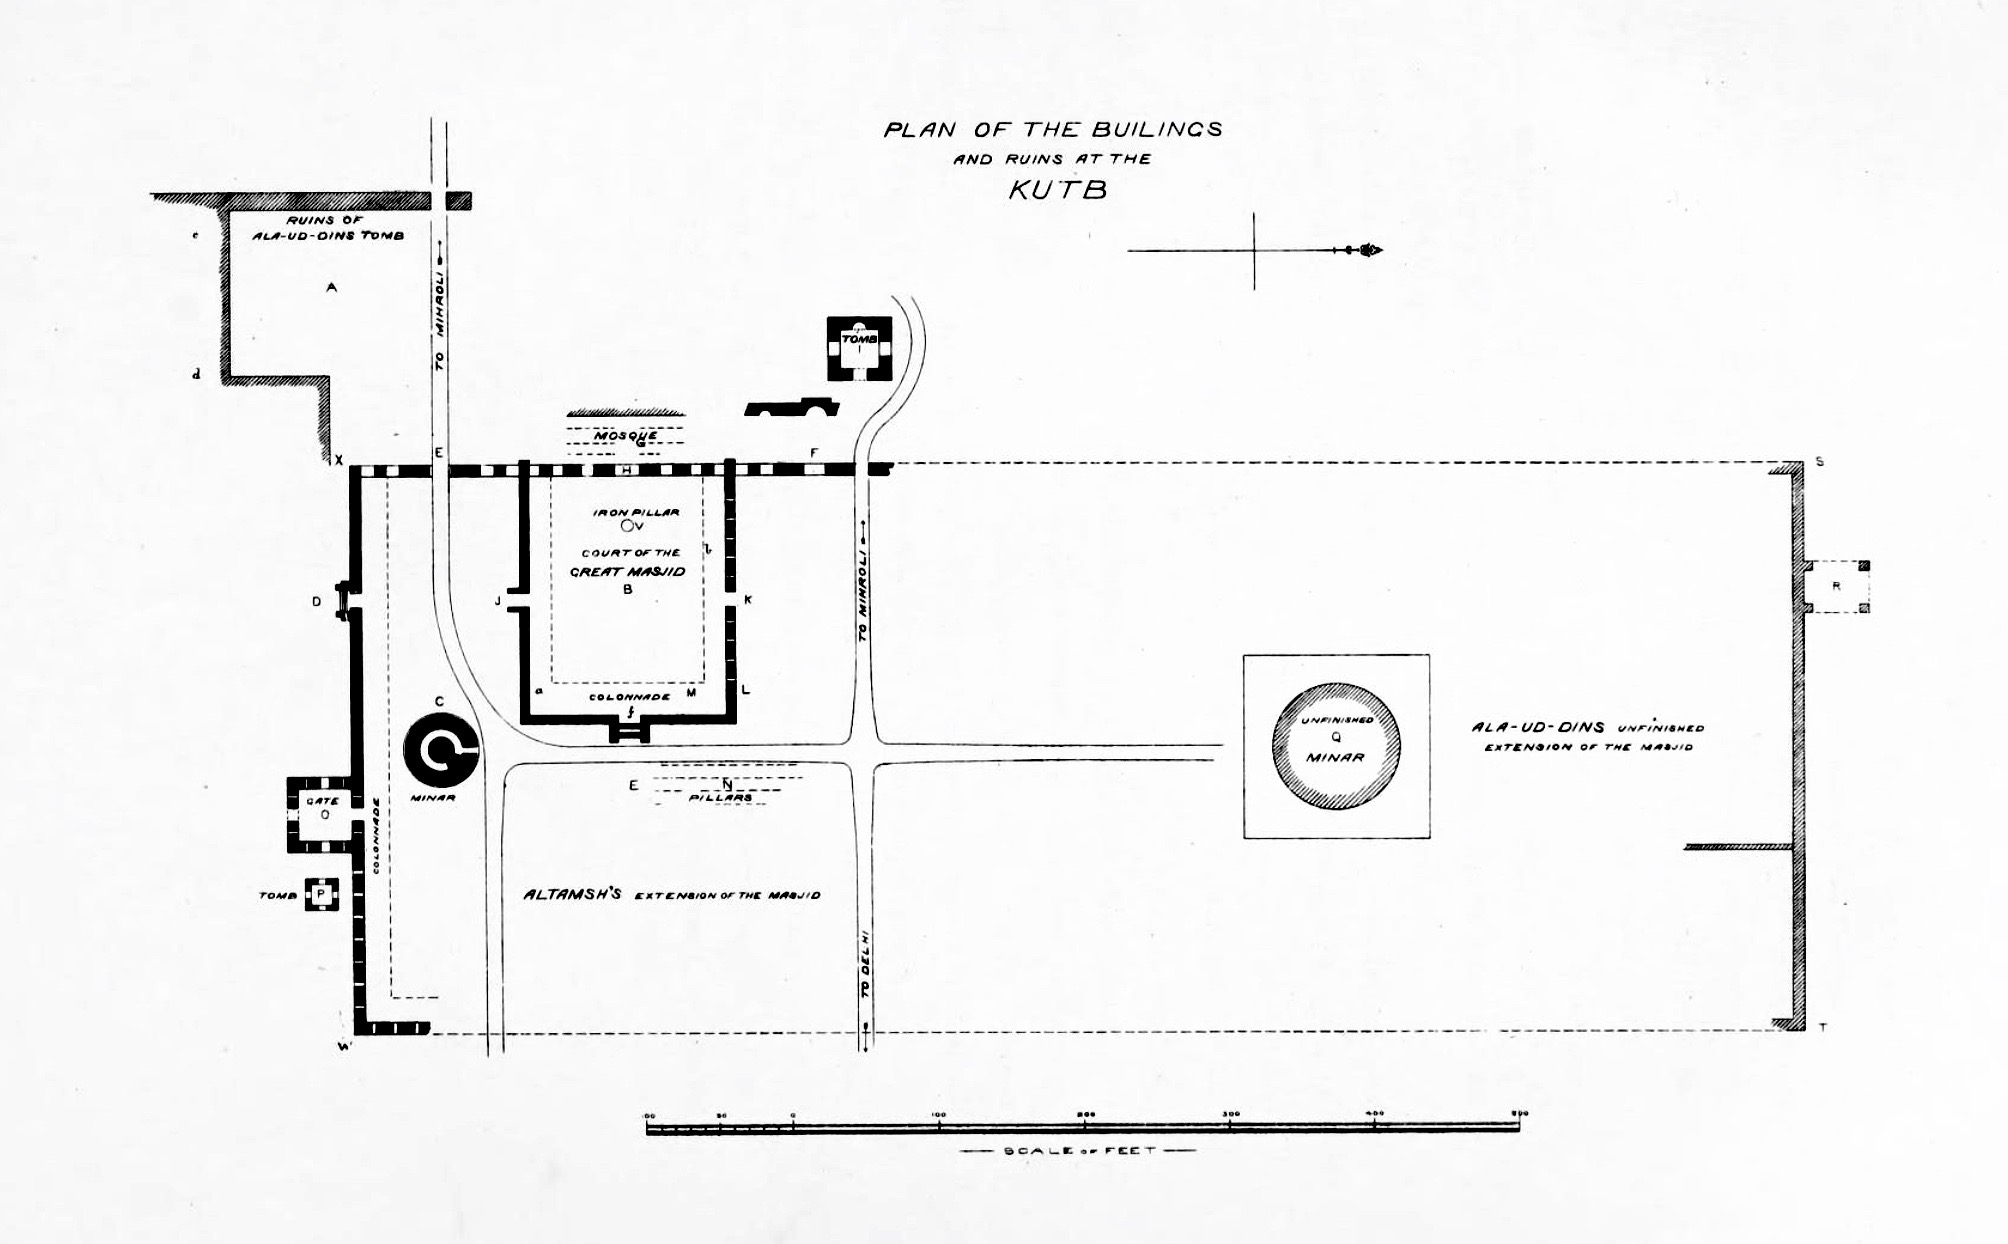 PLAN OF THE BUILINGS
AND RUINS AT THE
KUTB
RUINS OF
ALA-UD-DINS TOMB
c
A
d
TO MIHROLI
TOMB
I
MOSQUE
G
X
E
H
F
S
IRON PILLAR
V
COURT OF THE
GREAT MASJID
B
b
D
J
K
R
TO MIHROLI
a
COLONNADE
M
L
f
C
MINAR
UNFINISHED
Q
MINAR
ALA-UD-DINS UNFINISHED
EXTENSION OF THE MASJID
E
N
PILLARS
GATE
O
COLONNADE
TOMB
P
ALTAMSH'S EXTENSION OF THE MASJID
TO DELHI
W
T
100 50 0 100 200 300 400 500
SCALE OF FEET